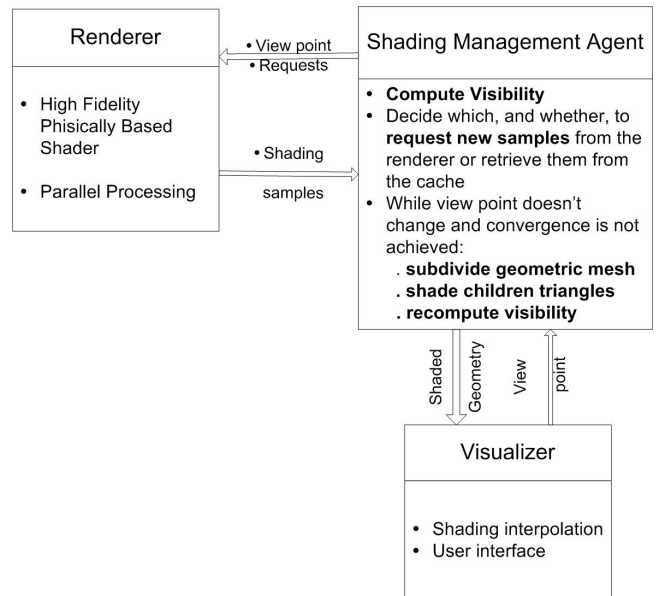 Renderer
• High Fidelity
Phisically Based
Shader
• Parallel Processing
• View point
• Requests
• Shading
samples
Shading Management Agent
• Compute Visibility
• Decide which, and whether, to
request new samples from the
renderer or retrieve them from
the cache
• While view point doesn't
change and convergence is not
achieved:
. subdivide geometric mesh
. shade children triangles
. recompute visibility
Shaded
Geometry
View
point
Visualizer
• Shading interpolation
• User interface